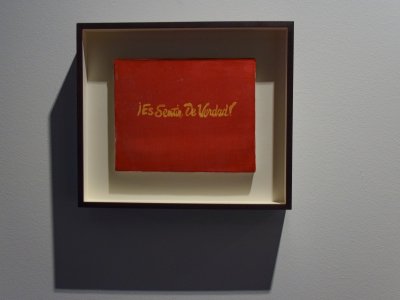 ¡Es Sentir De Verdad!